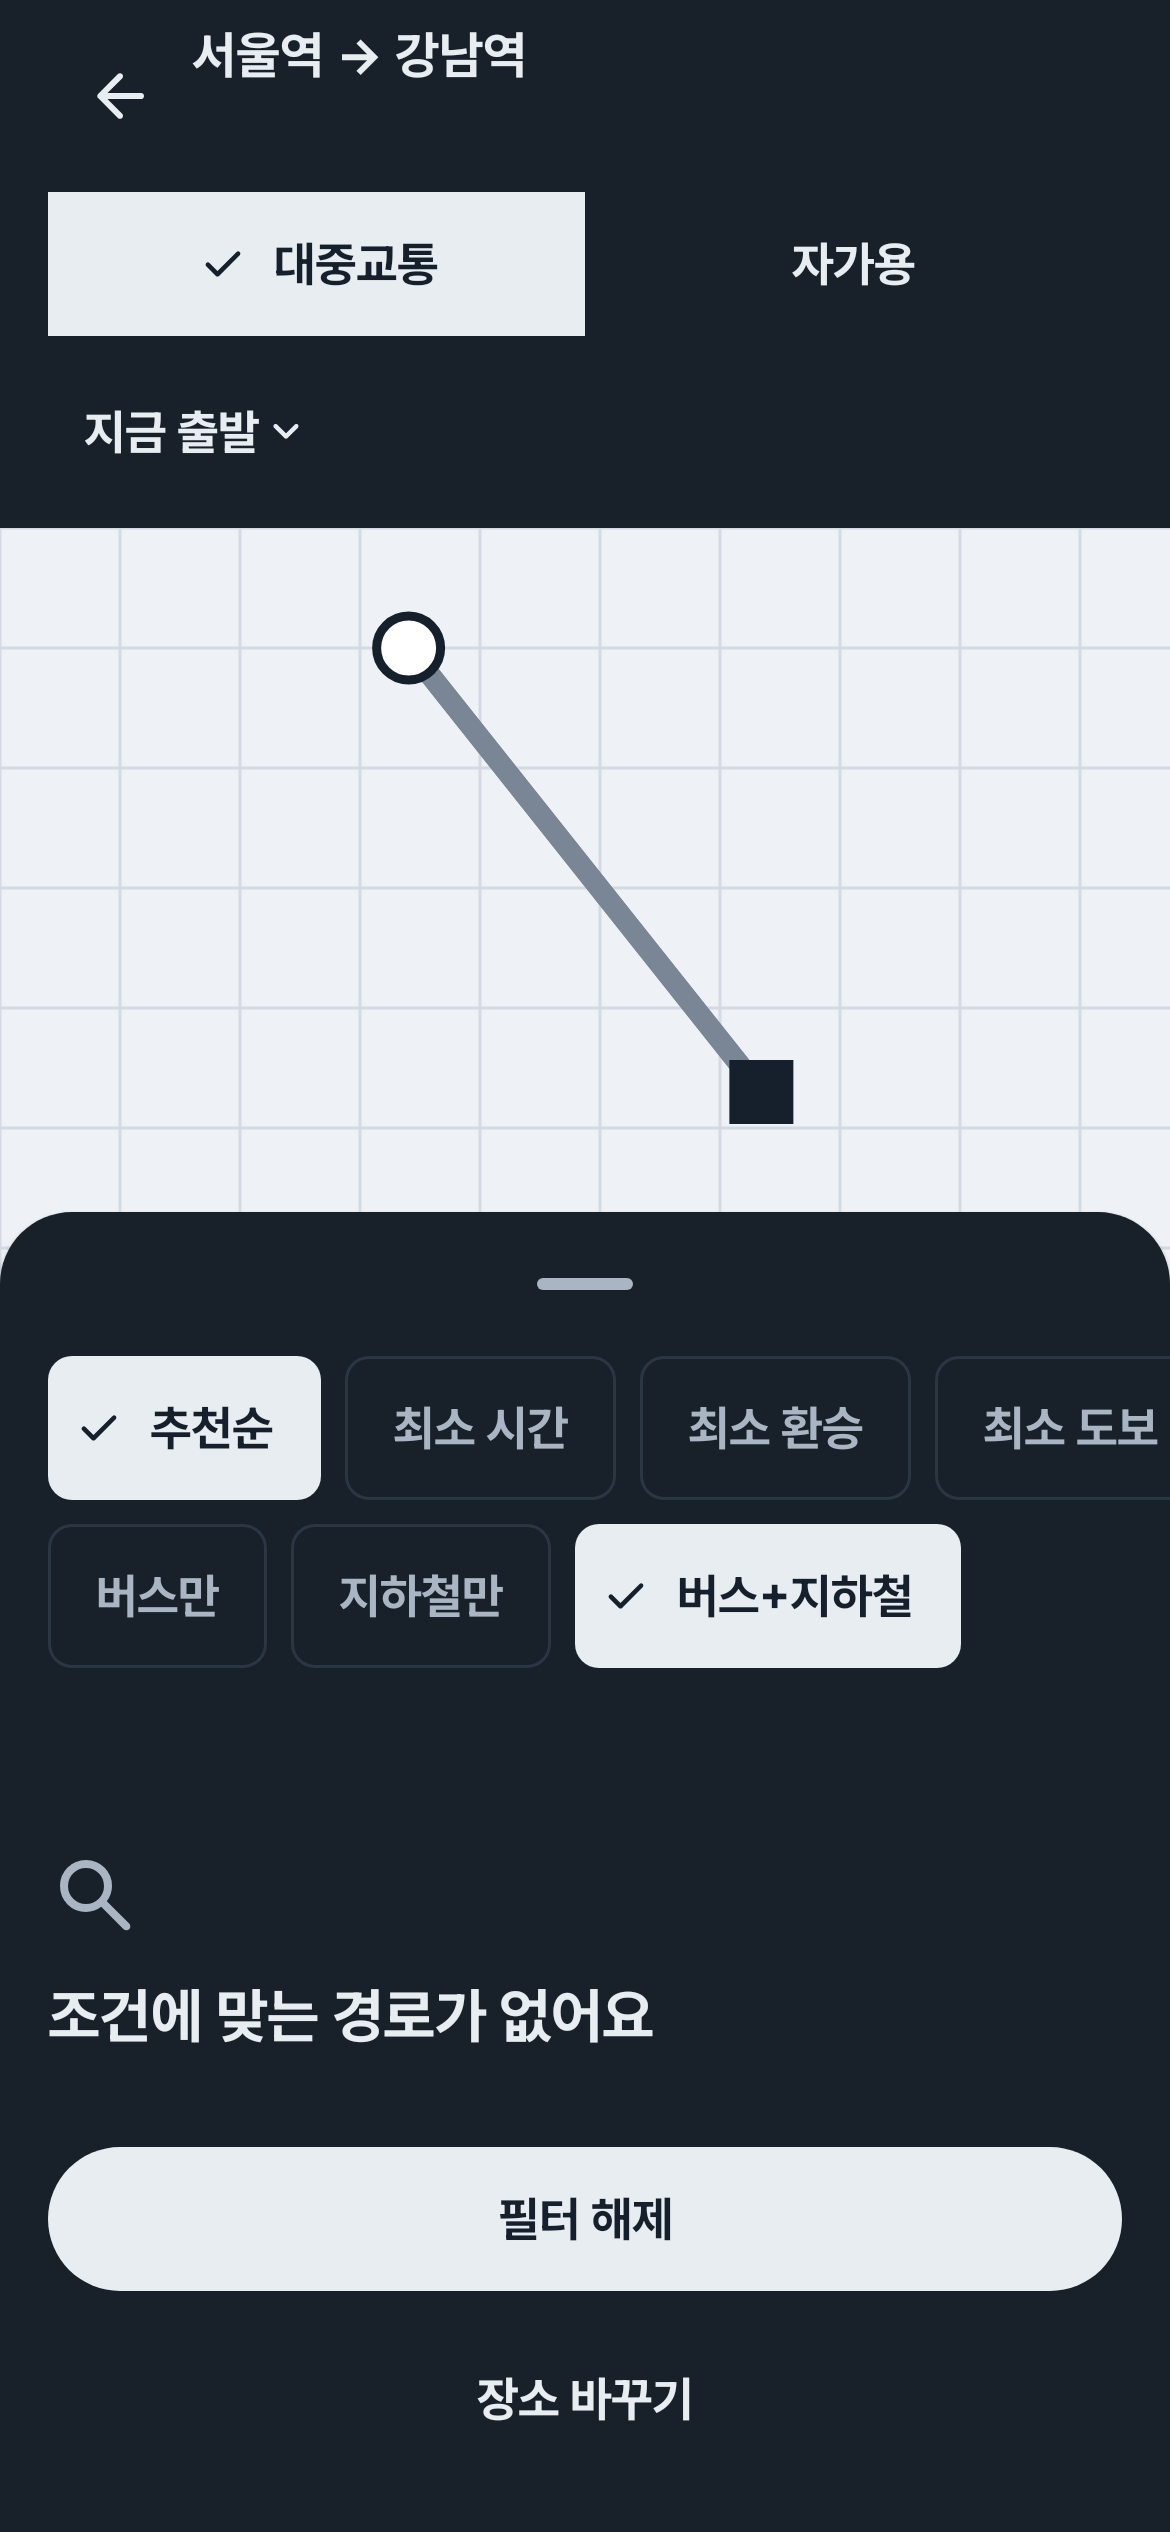 서울역 → 강남역
대중교통 자가용
지금 출발
추천순 최소 시간 최소 환승 최소 도보
버스만 지하철만 버스+지하철
조건에 맞는 경로가 없어요
필터 해제
장소 바꾸기